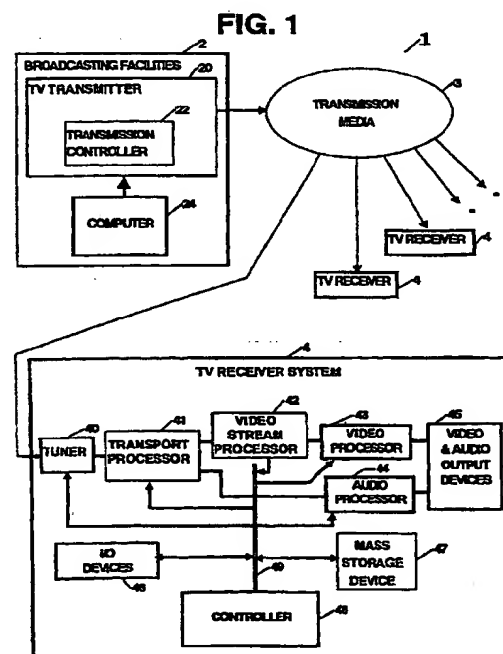 FIG. 1
1
2
BROADCASTING FACILITIES
20
TV TRANSMITTER
22
TRANSMISSION
CONTROLLER
COMPUTER
24
TRANSMISSION
MEDIA
3
TV RECEIVER
4
TV RECEIVER
4
4
TV RECEIVER SYSTEM
40
TUNER
41
TRANSPORT
PROCESSOR
42
VIDEO
STREAM
PROCESSOR
43
VIDEO
PROCESSOR
44
AUDIO
PROCESSOR
45
VIDEO
& AUDIO
OUTPUT
DEVICES
I/O
DEVICES
46
MASS
STORAGE
DEVICE
47
49
CONTROLLER
48